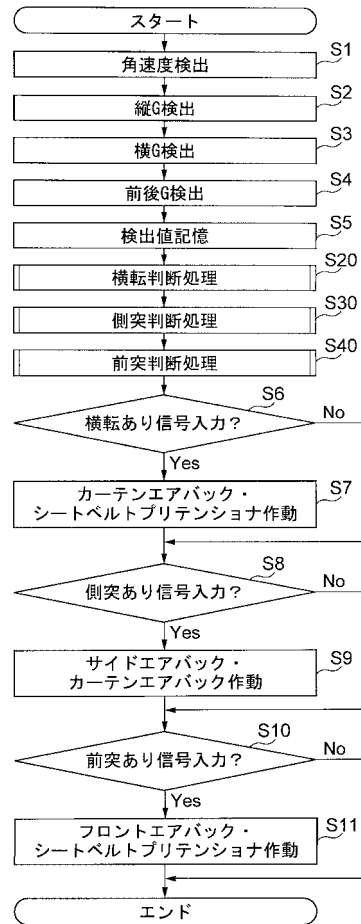 スタート
S1
角速度検出
S2
縦G検出
S3
横G検出
S4
前後G検出
S5
検出値記憶
S20
横転判断処理
S30
側突判断処理
S40
前突判断処理
S6
横転あり信号入力？
No
Yes
S7
カーテンエアバック・
シートベルトプリテンショナ作動
S8
側突あり信号入力？
No
Yes
S9
サイドエアバック・
カーテンエアバック作動
S10
前突あり信号入力？
No
Yes
S11
フロントエアバック・
シートベルトプリテンショナ作動
エンド